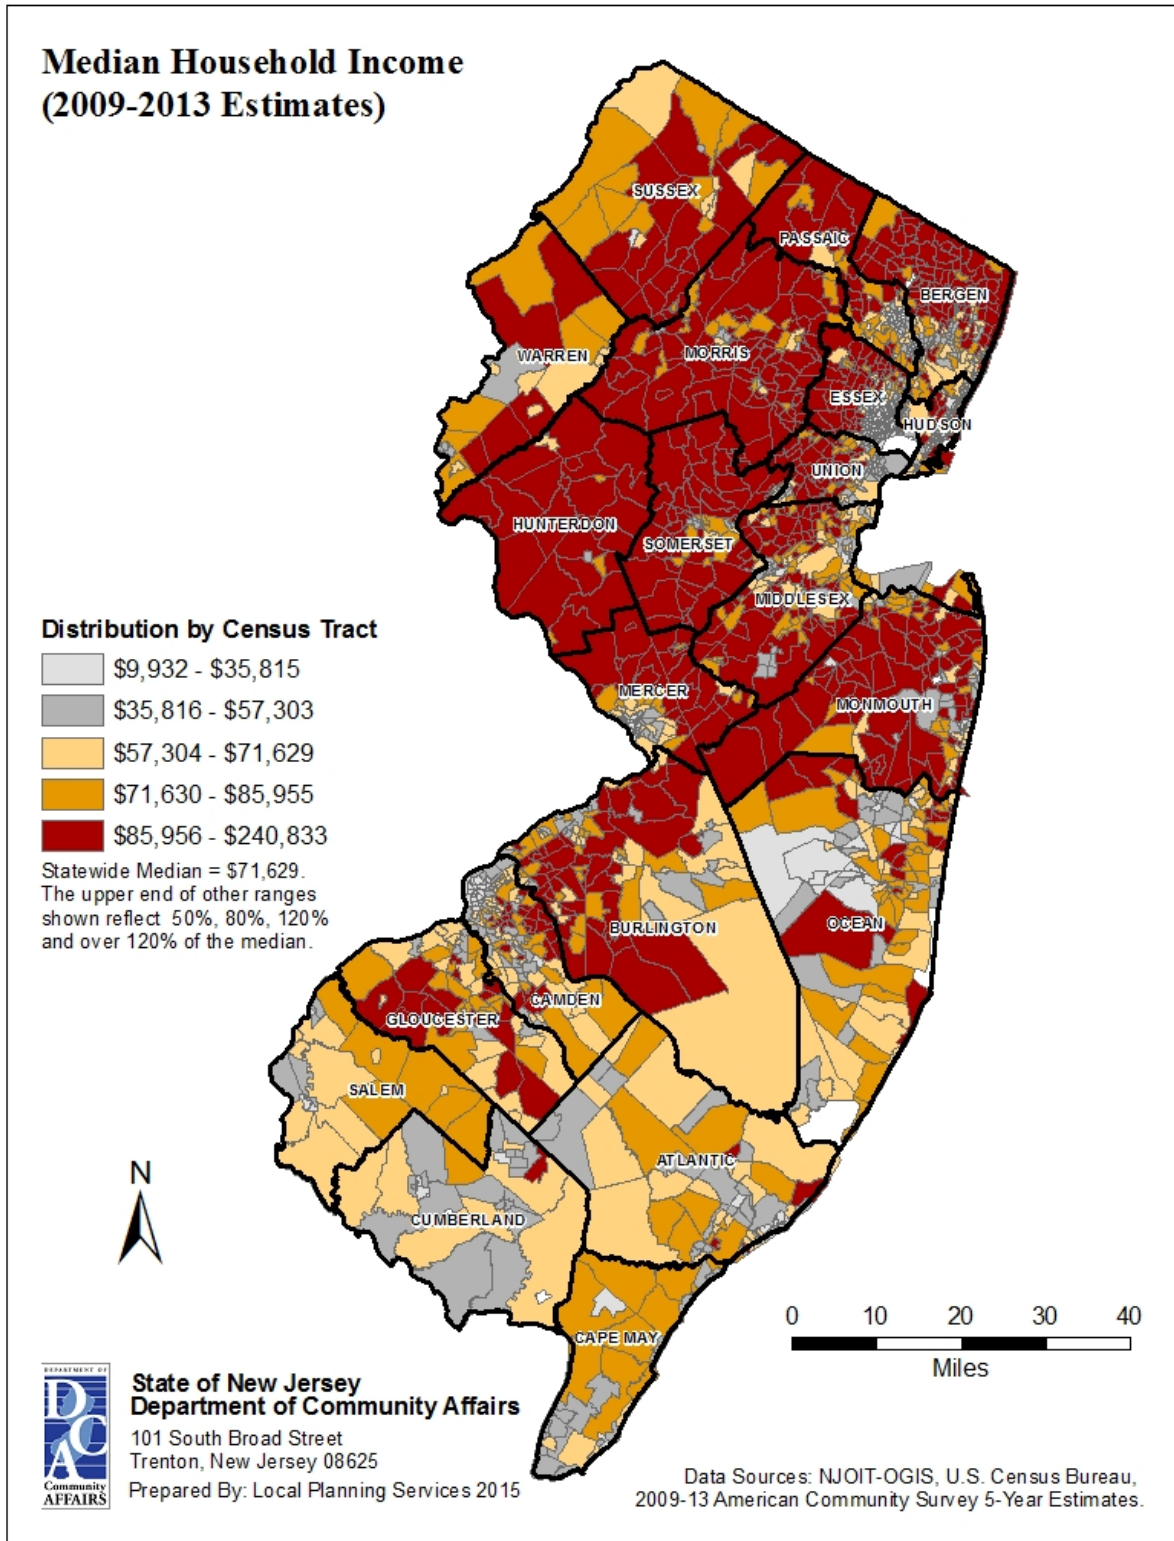 Median Household Income
(2009-2013 Estimates)
SUSSEX
PASSAIC
BERGEN
WARREN
MORRIS
ESSEX
HUDSON
UNION
HUNTERDON
SOMERSET
MIDDLESEX
MERCER
MONMOUTH
OCEAN
BURLINGTON
CAMDEN
GLOUCESTER
SALEM
ATLANTIC
CUMBERLAND
CAPE MAY
Distribution by Census Tract
$9,932 - $35,815
$35,816 - $57,303
$57,304 - $71,629
$71,630 - $85,955
$85,956 - $240,833
Statewide Median = $71,629.
The upper end of other ranges
shown reflect 50%, 80%, 120%
and over 120% of the median.
N
0 10 20 30 40
Miles
DEPARTMENT OF
DCA
Community
AFFAIRS
State of New Jersey
Department of Community Affairs
101 South Broad Street
Trenton, New Jersey 08625
Prepared By: Local Planning Services 2015
Data Sources: NJOIT-OGIS, U.S. Census Bureau,
2009-13 American Community Survey 5-Year Estimates.